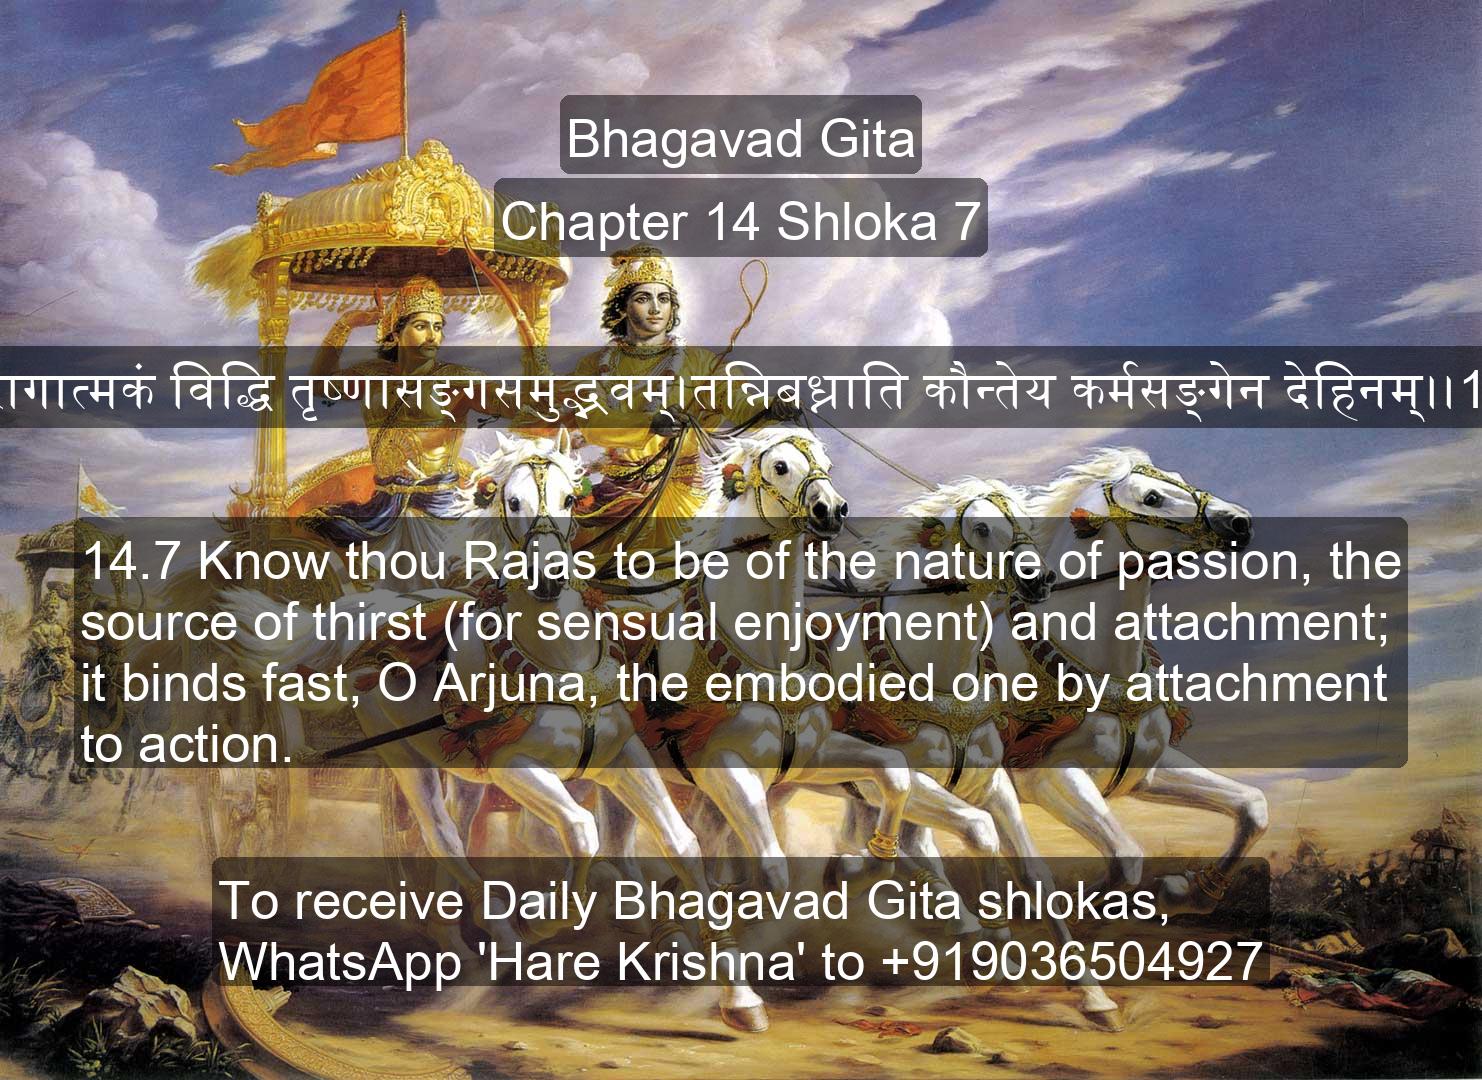 Bhagavad Gita
Chapter 14 Shloka 7
विद्धि तृष्णासङ्गसमुद्भवम्।तन्निबध्नाति कौन्तेय कर्मसङ्गेन देहिनम्।।1
14.7 Know thou Rajas to be of the nature of passion, the
source of thirst (for sensual enjoyment) and attachment;
it binds fast, O Arjuna, the embodied one by attachment
to action.
To receive Daily Bhagavad Gita shlokas,
WhatsApp 'Hare Krishna' to +919036504927